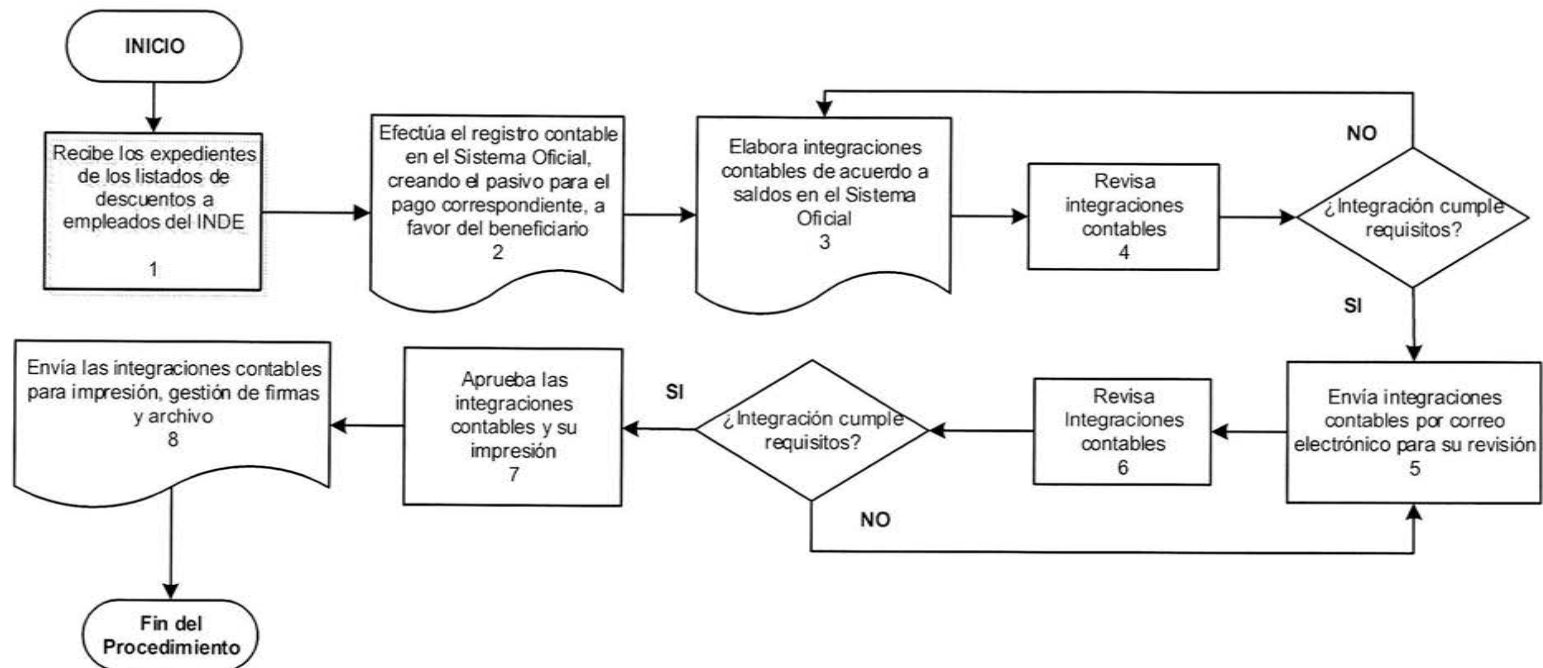 INICIO
Recibe los expedientes
de los listados de
descuentos a
empleados del INDE
1
Efectúa el registro contable
en el Sistema Oficial,
creando el pasivo para el
pago correspondiente, a
favor del beneficiario
2
Elabora integraciones
contables de acuerdo a
saldos en el Sistema
Oficial
3
Revisa
integraciones
contables
4
¿Integración cumple
requisitos?
NO
SI
Envía integraciones
contables por correo
electrónico para su revisión
5
Revisa
Integraciones
contables
6
¿Integración cumple
requisitos?
NO
SI
Aprueba las
integraciones
contables y su
impresión
7
Envía las integraciones contables
para impresión, gestión de firmas
y archivo
8
Fin del
Procedimiento